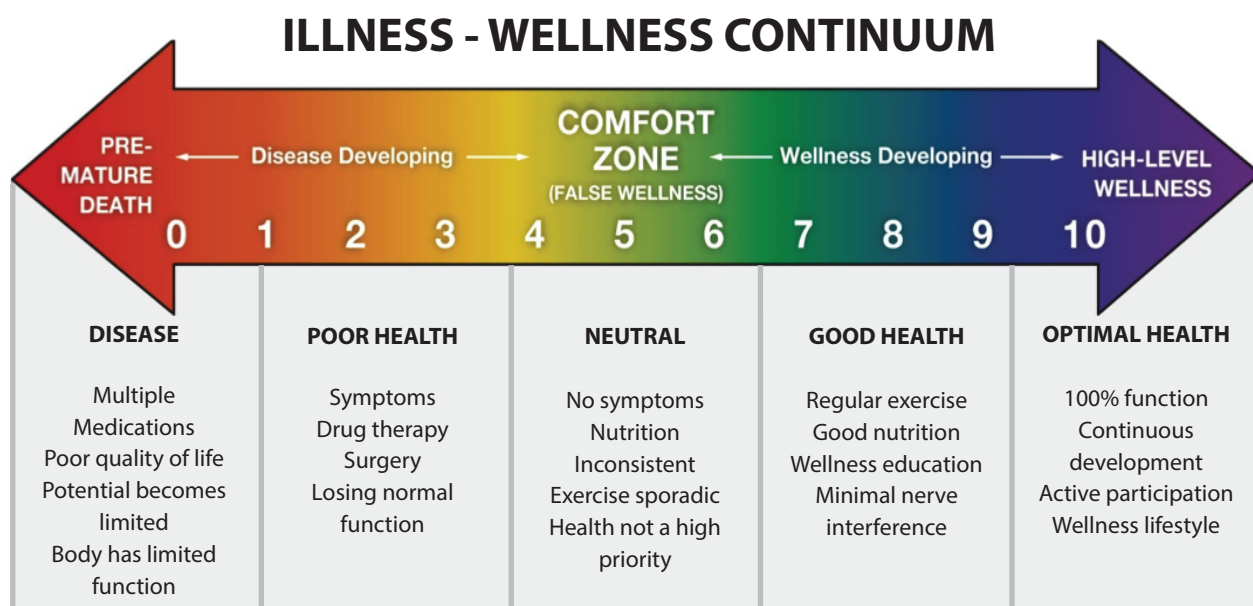 ILLNESS - WELLNESS CONTINUUM
PRE-
MATURE
DEATH
Disease Developing
COMFORT
ZONE
(FALSE WELLNESS)
Wellness Developing
HIGH-LEVEL
WELLNESS
0 1 2 3 4 5 6 7 8 9 10
DISEASE
Multiple
Medications
Poor quality of life
Potential becomes
limited
Body has limited
function
POOR HEALTH
Symptoms
Drug therapy
Surgery
Losing normal
function
NEUTRAL
No symptoms
Nutrition
Inconsistent
Exercise sporadic
Health not a high
priority
GOOD HEALTH
Regular exercise
Good nutrition
Wellness education
Minimal nerve
interference
OPTIMAL HEALTH
100% function
Continuous
development
Active participation
Wellness lifestyle